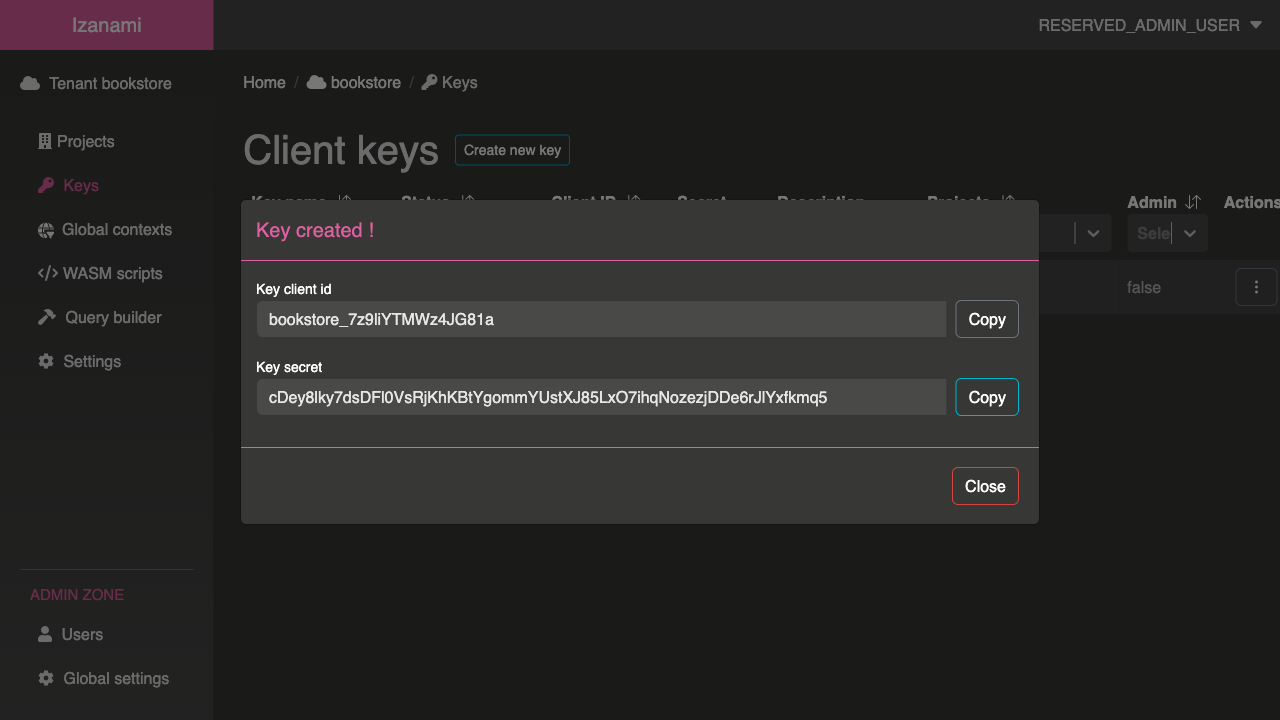 Izanami
RESERVED_ADMIN_USER
Tenant bookstore
Home / bookstore / Keys
Projects
Keys
Global contexts
WASM scripts
Query builder
Settings
Client keys
Create new key
Key name Status Client ID Secret Description Projects Admin Actions
Sele
false
Key created !
Key client id
bookstore_7z9liYTMWz4JG81a
Copy
Key secret
cDey8lky7dsDFl0VsRjKhKBtYgommYUstXJ85LxO7ihqNozezjDDe6rJlYxfkmq5
Copy
Close
ADMIN ZONE
Users
Global settings